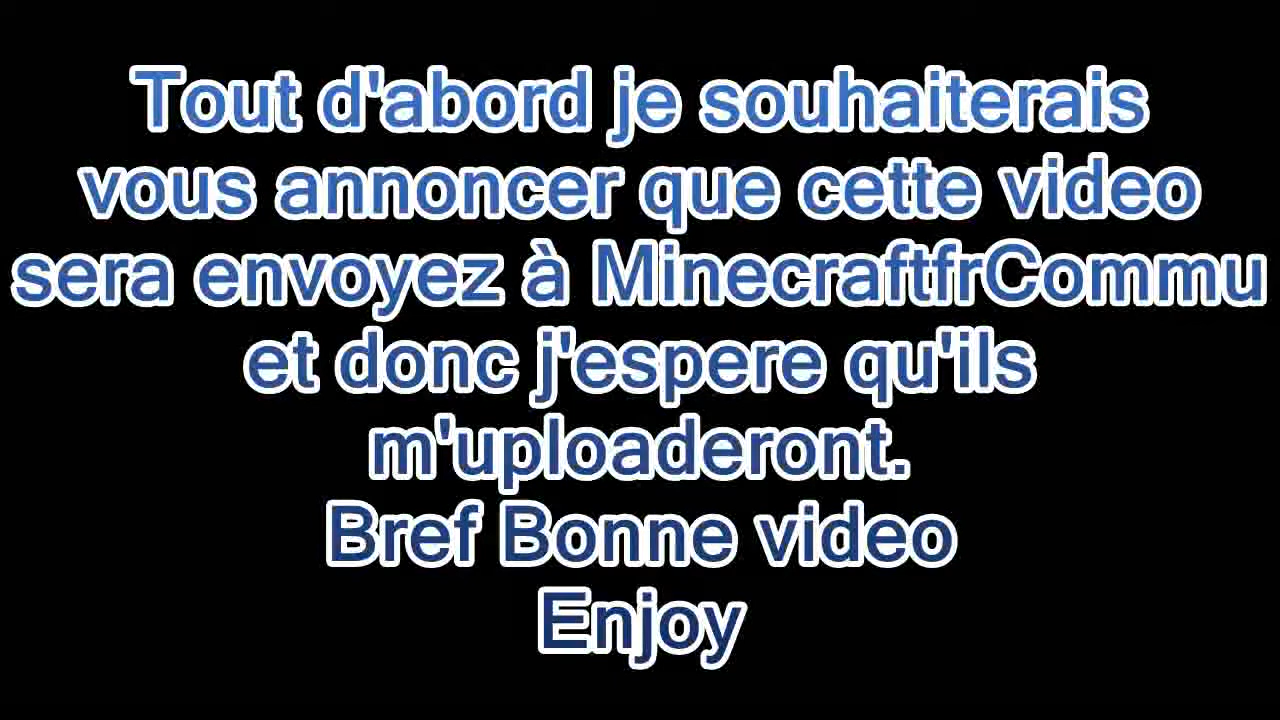 Tout d'abord je souhaiterais
vous annoncer que cette video
sera envoyez à MinecraftfrCommu
et donc j'espere qu'ils
m'uploaderont.
Bref Bonne video
Enjoy